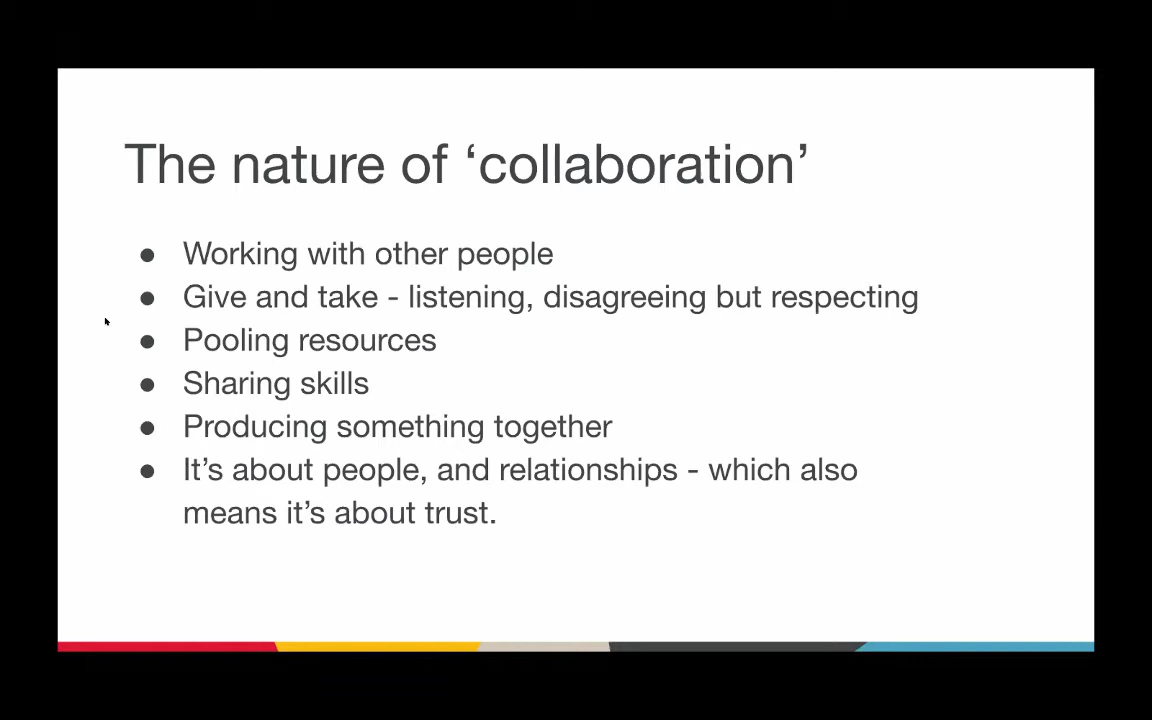 The nature of ‘collaboration’
● Working with other people
● Give and take - listening, disagreeing but respecting
● Pooling resources
● Sharing skills
● Producing something together
● It’s about people, and relationships - which also
means it’s about trust.